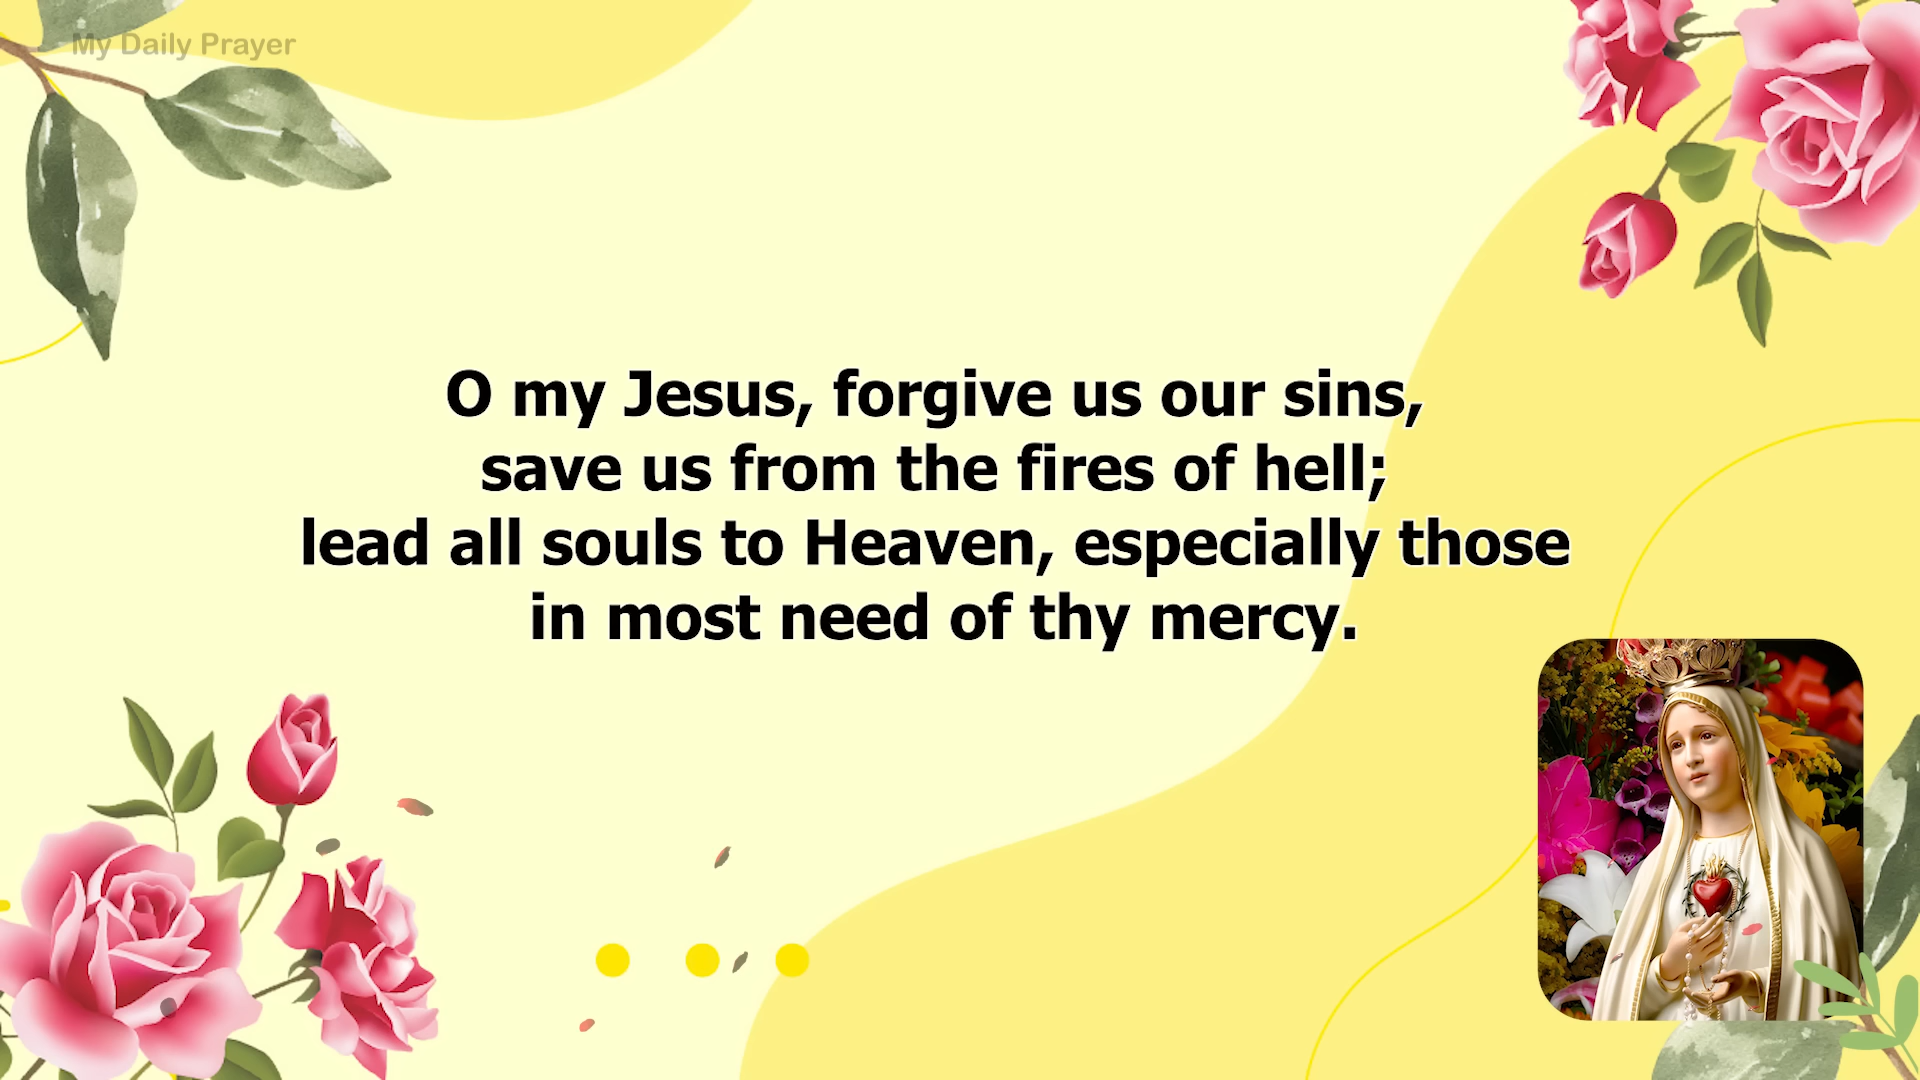 My Daily Prayer
O my Jesus, forgive us our sins,
save us from the fires of hell;
lead all souls to Heaven, especially those
in most need of thy mercy.